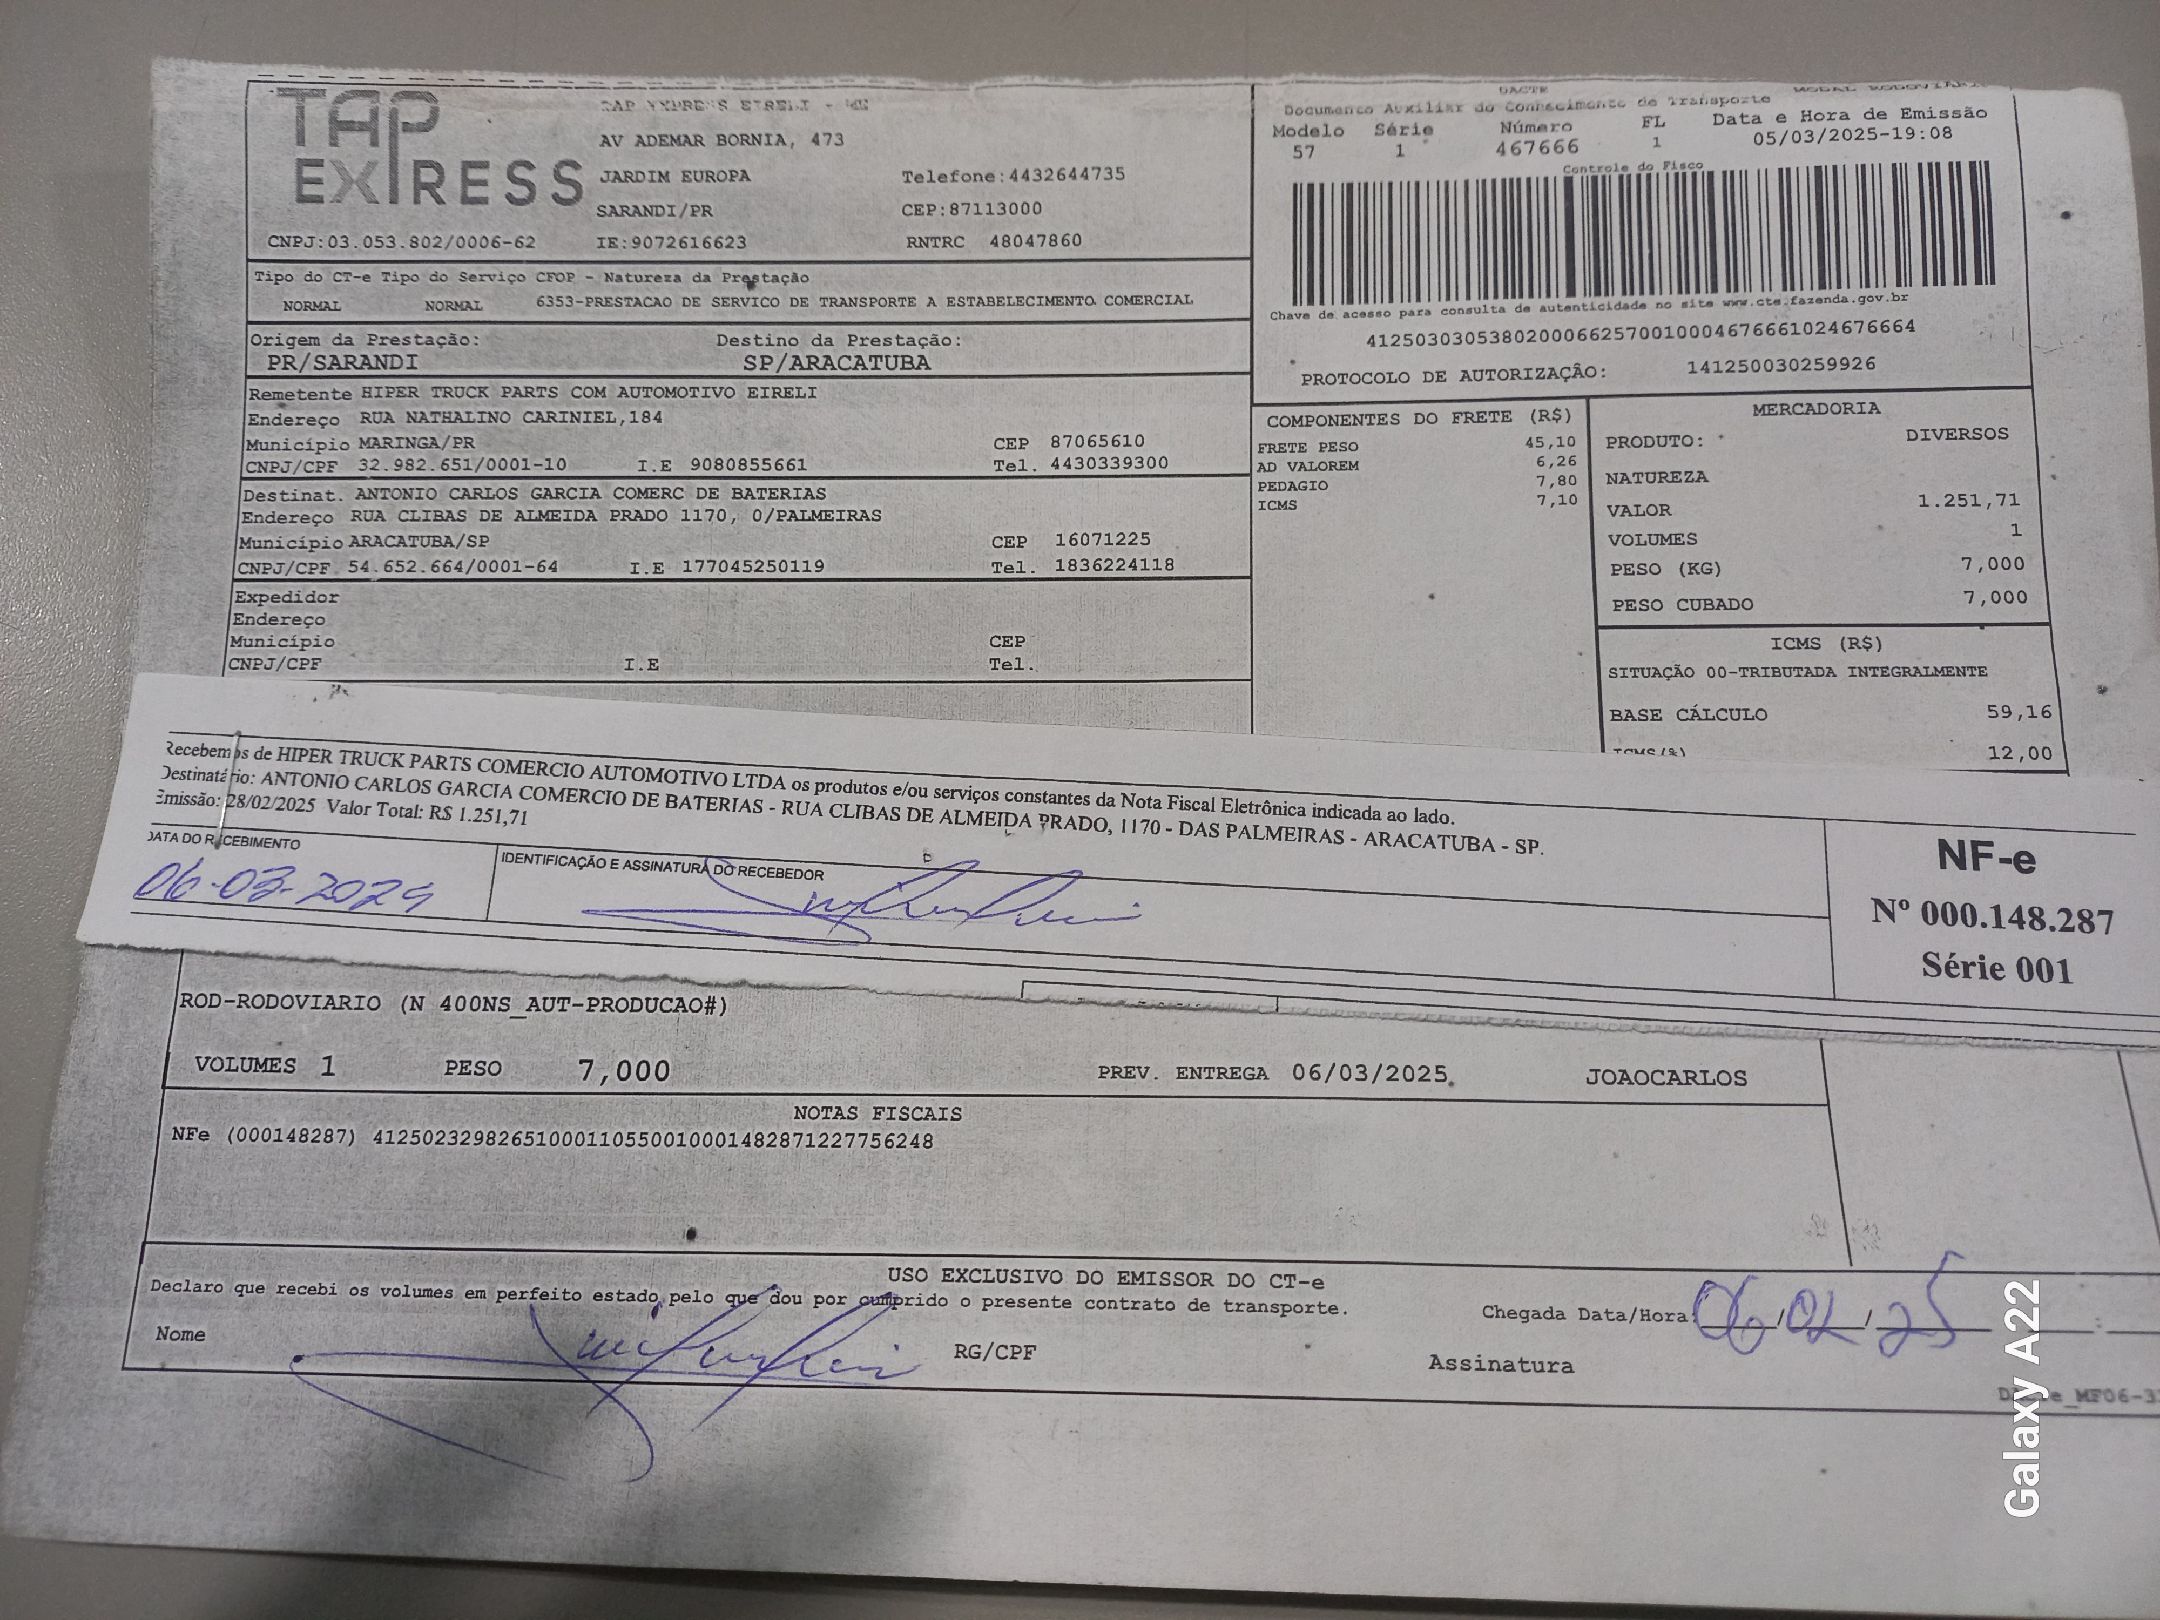 TAP
EXPRESS
TAP EXPRESS EIRELI - ME
AV ADEMAR BORNIA, 473
JARDIM EUROPA Telefone:4432644735
SARANDI/PR CEP:87113000
CNPJ:03.053.802/0006-62 IE:9072616623 RNTRC 48047860
DACTE
Documento Auxiliar do Conhecimento de Transporte
Modelo Série Número FL Data e Hora de Emissão
57 1 467666 1 05/03/2025-19:08
Controle do Fisco
Chave de acesso para consulta de autenticidade no site www.cte.fazenda.gov.br
41250303053802000662570010004676661024676664
PROTOCOLO DE AUTORIZAÇÃO: 141250030259926
Tipo do CT-e Tipo do Serviço CFOP - Natureza da Prestação
NORMAL NORMAL 6353-PRESTACAO DE SERVICO DE TRANSPORTE A ESTABELECIMENTO COMERCIAL
Origem da Prestação: Destino da Prestação:
PR/SARANDI SP/ARACATUBA
Remetente HIPER TRUCK PARTS COM AUTOMOTIVO EIRELI
Endereço RUA NATHALINO CARINIEL,184
Município MARINGA/PR CEP 87065610
CNPJ/CPF 32.982.651/0001-10 I.E 9080855661 Tel. 4430339300
Destinat. ANTONIO CARLOS GARCIA COMERC DE BATERIAS
Endereço RUA CLIBAS DE ALMEIDA PRADO 1170, 0/PALMEIRAS
Município ARACATUBA/SP CEP 16071225
CNPJ/CPF 54.652.664/0001-64 I.E 177045250119 Tel. 1836224118
Expedidor
Endereço
Município CEP
CNPJ/CPF I.E Tel.
COMPONENTES DO FRETE (R$)
FRETE PESO 45,10
AD VALOREM 6,26
PEDAGIO 7,80
ICMS 7,10
MERCADORIA
PRODUTO: DIVERSOS
NATUREZA
VALOR 1.251,71
VOLUMES 1
PESO (KG) 7,000
PESO CUBADO 7,000
ICMS (R$)
SITUAÇÃO 00-TRIBUTADA INTEGRALMENTE
BASE CÁLCULO 59,16
ICMS(%) 12,00
Recebemos de HIPER TRUCK PARTS COMERCIO AUTOMOTIVO LTDA os produtos e/ou serviços constantes da Nota Fiscal Eletrônica indicada ao lado.
Destinatário: ANTONIO CARLOS GARCIA COMERCIO DE BATERIAS - RUA CLIBAS DE ALMEIDA PRADO, 1170 - DAS PALMEIRAS - ARACATUBA - SP.
Emissão: 28/02/2025 Valor Total: R$ 1.251,71
DATA DO RECEBIMENTO IDENTIFICAÇÃO E ASSINATURA DO RECEBEDOR
06-03-2025
NF-e
Nº 000.148.287
Série 001
ROD-RODOVIARIO (N 400NS_AUT-PRODUCAO#)
VOLUMES 1 PESO 7,000 PREV. ENTREGA 06/03/2025 JOAOCARLOS
NOTAS FISCAIS
NFe (000148287) 41250232982651000110550010001482871227756248
USO EXCLUSIVO DO EMISSOR DO CT-e
Declaro que recebi os volumes em perfeito estado pelo que dou por cumprido o presente contrato de transporte.
Chegada Data/Hora: 06/02/25 :
Nome RG/CPF Assinatura
Galaxy A22